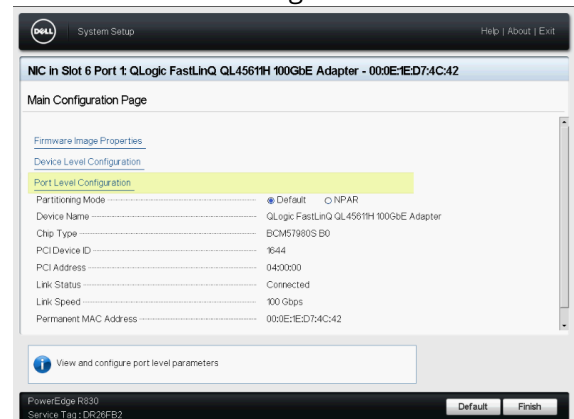 DELL
System Setup
Help | About | Exit
NIC in Slot 6 Port 1: QLogic FastLinQ QL45611H 100GbE Adapter - 00:0E:1E:D7:4C:42
Main Configuration Page
Firmware Image Properties
Device Level Configuration
Port Level Configuration
Partitioning Mode Default NPAR
Device Name QLogic FastLinQ QL45611H 100GbE Adapter
Chip Type BCM57980S B0
PCI Device ID 1644
PCI Address 04:00:00
Link Status Connected
Link Speed 100 Gbps
Permanent MAC Address 00:0E:1E:D7:4C:42
View and configure port level parameters
PowerEdge R830
Service Tag : DR26FB2
Default Finish